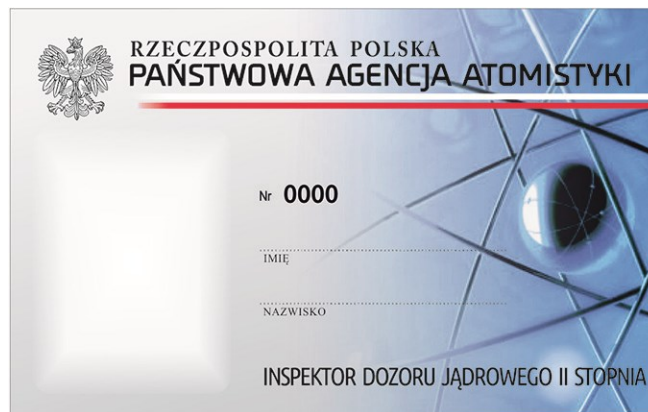 RZECZPOSPOLITA POLSKA
PAŃSTWOWA AGENCJA ATOMISTYKI
Nr 0000
IMIĘ
NAZWISKO
INSPEKTOR DOZORU JĄDROWEGO II STOPNIA